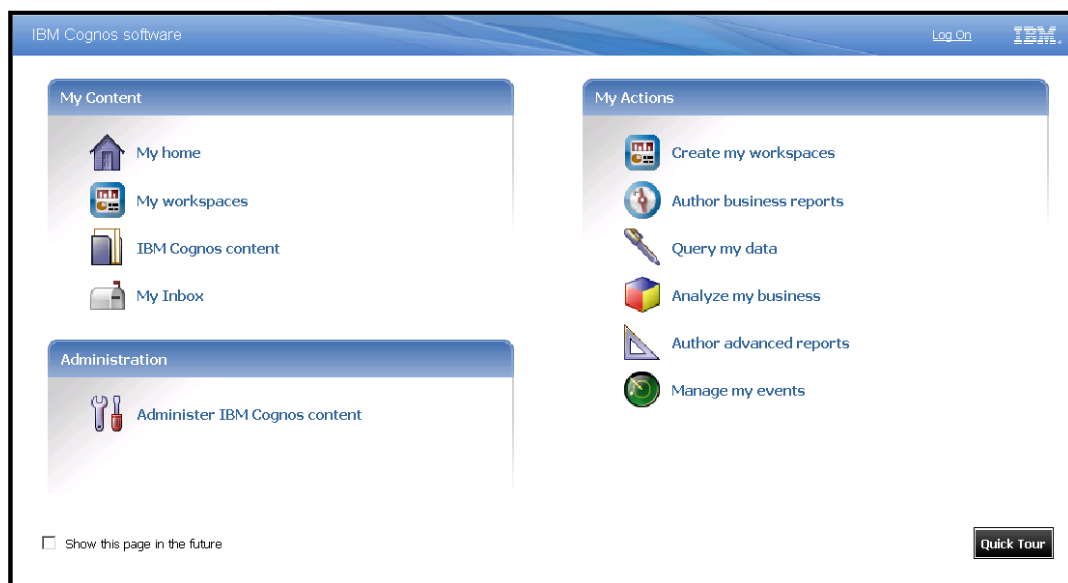 IBM Cognos software
Log On
IBM.
My Content
My home
My workspaces
IBM Cognos content
My Inbox
Administration
Administer IBM Cognos content
My Actions
Create my workspaces
Author business reports
Query my data
Analyze my business
Author advanced reports
Manage my events
Show this page in the future
Quick Tour